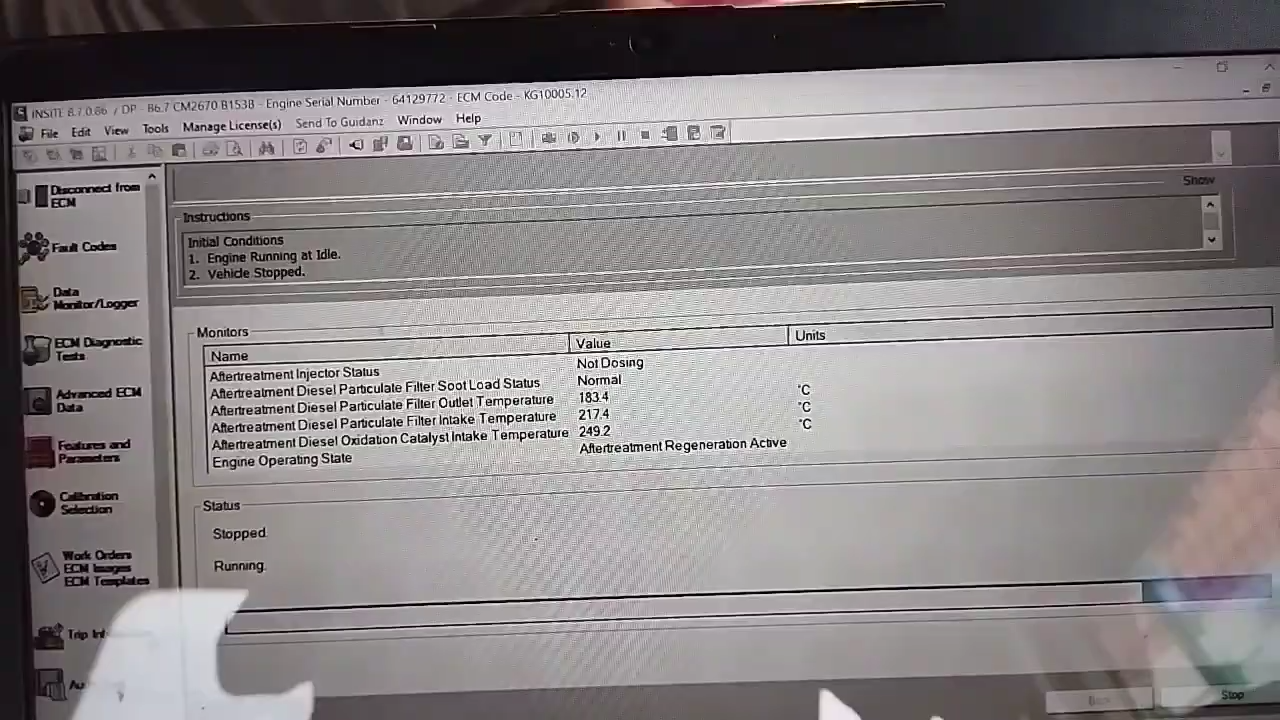 INSITE 8.7.0.86 / DP - B6.7 CM2670 B153B - Engine Serial Number - 64129772 - ECM Code - KG10005.12
File Edit View Tools Manage License(s) Send To Guidanz Window Help
Disconnect from
ECM
Fault Codes
Data
Monitor/Logger
ECM Diagnostic
Tests
Advanced ECM
Data
Features and
Parameters
Calibration
Selection
Work Orders
ECM Images
ECM Templates
Trip
Show
Instructions
Initial Conditions
1. Engine Running at Idle.
2. Vehicle Stopped.
Monitors
Name Value Units
Aftertreatment Injector Status Not Dosing
Aftertreatment Diesel Particulate Filter Soot Load Status Normal
Aftertreatment Diesel Particulate Filter Outlet Temperature 183.4 °C
Aftertreatment Diesel Particulate Filter Intake Temperature 217.4 °C
Aftertreatment Diesel Oxidation Catalyst Intake Temperature 249.2 °C
Engine Operating State Aftertreatment Regeneration Active
Status
Stopped.
Running.
Back Stop